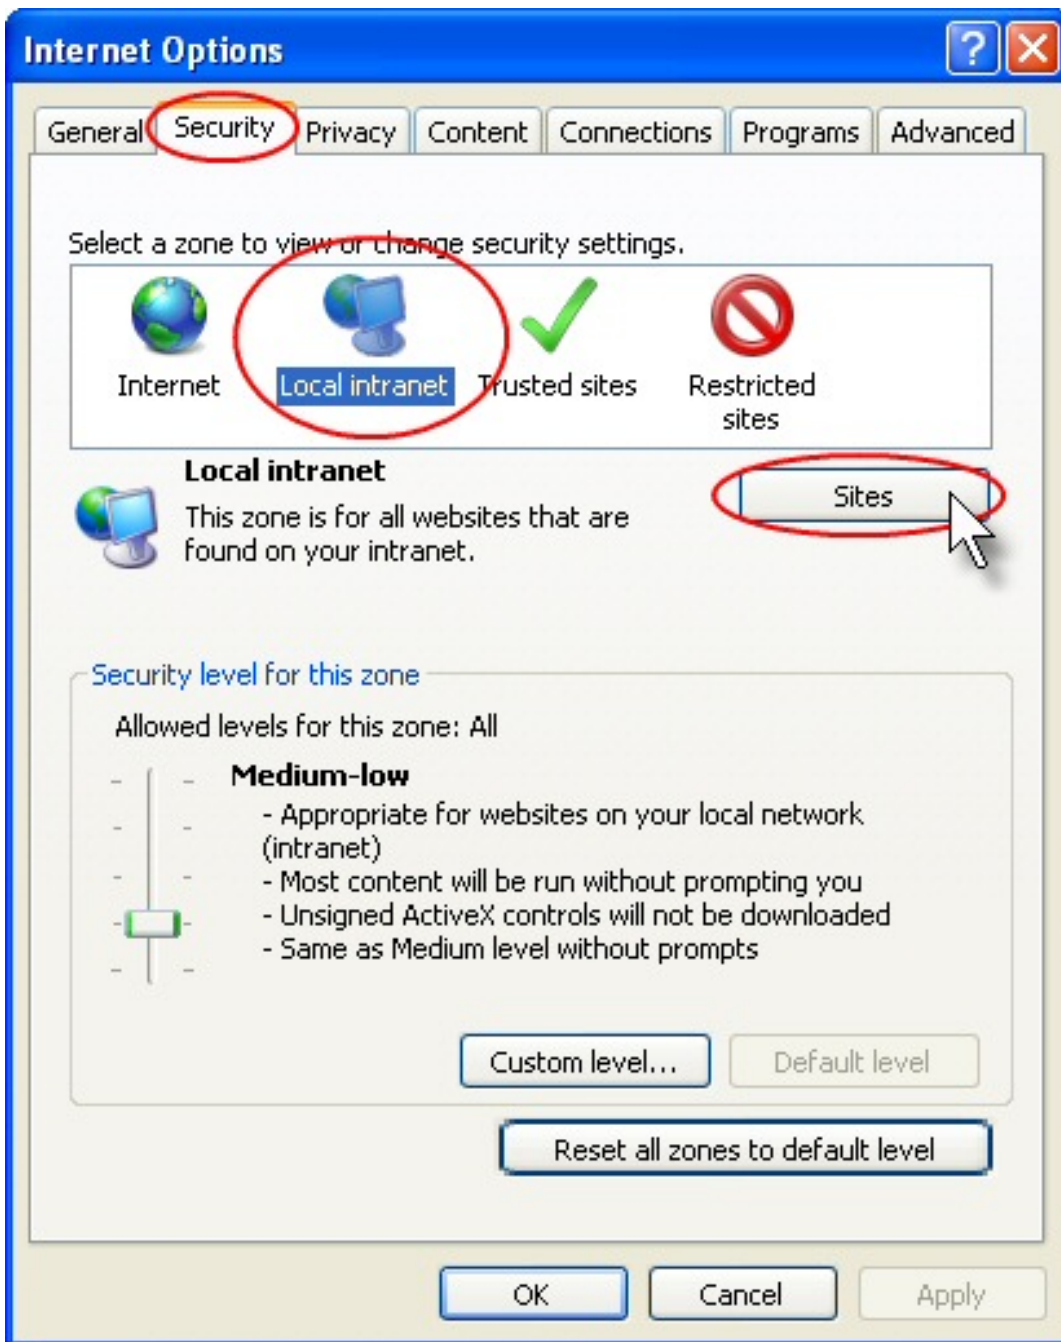 Internet Options
General Security Privacy Content Connections Programs Advanced
Select a zone to view or change security settings.
Internet Local intranet Trusted sites Restricted
sites
Local intranet
Sites
This zone is for all websites that are
found on your intranet.
Security level for this zone
Allowed levels for this zone: All
Medium-low
- Appropriate for websites on your local network
(intranet)
- Most content will be run without prompting you
- Unsigned ActiveX controls will not be downloaded
- Same as Medium level without prompts
Custom level... Default level
Reset all zones to default level
OK Cancel Apply